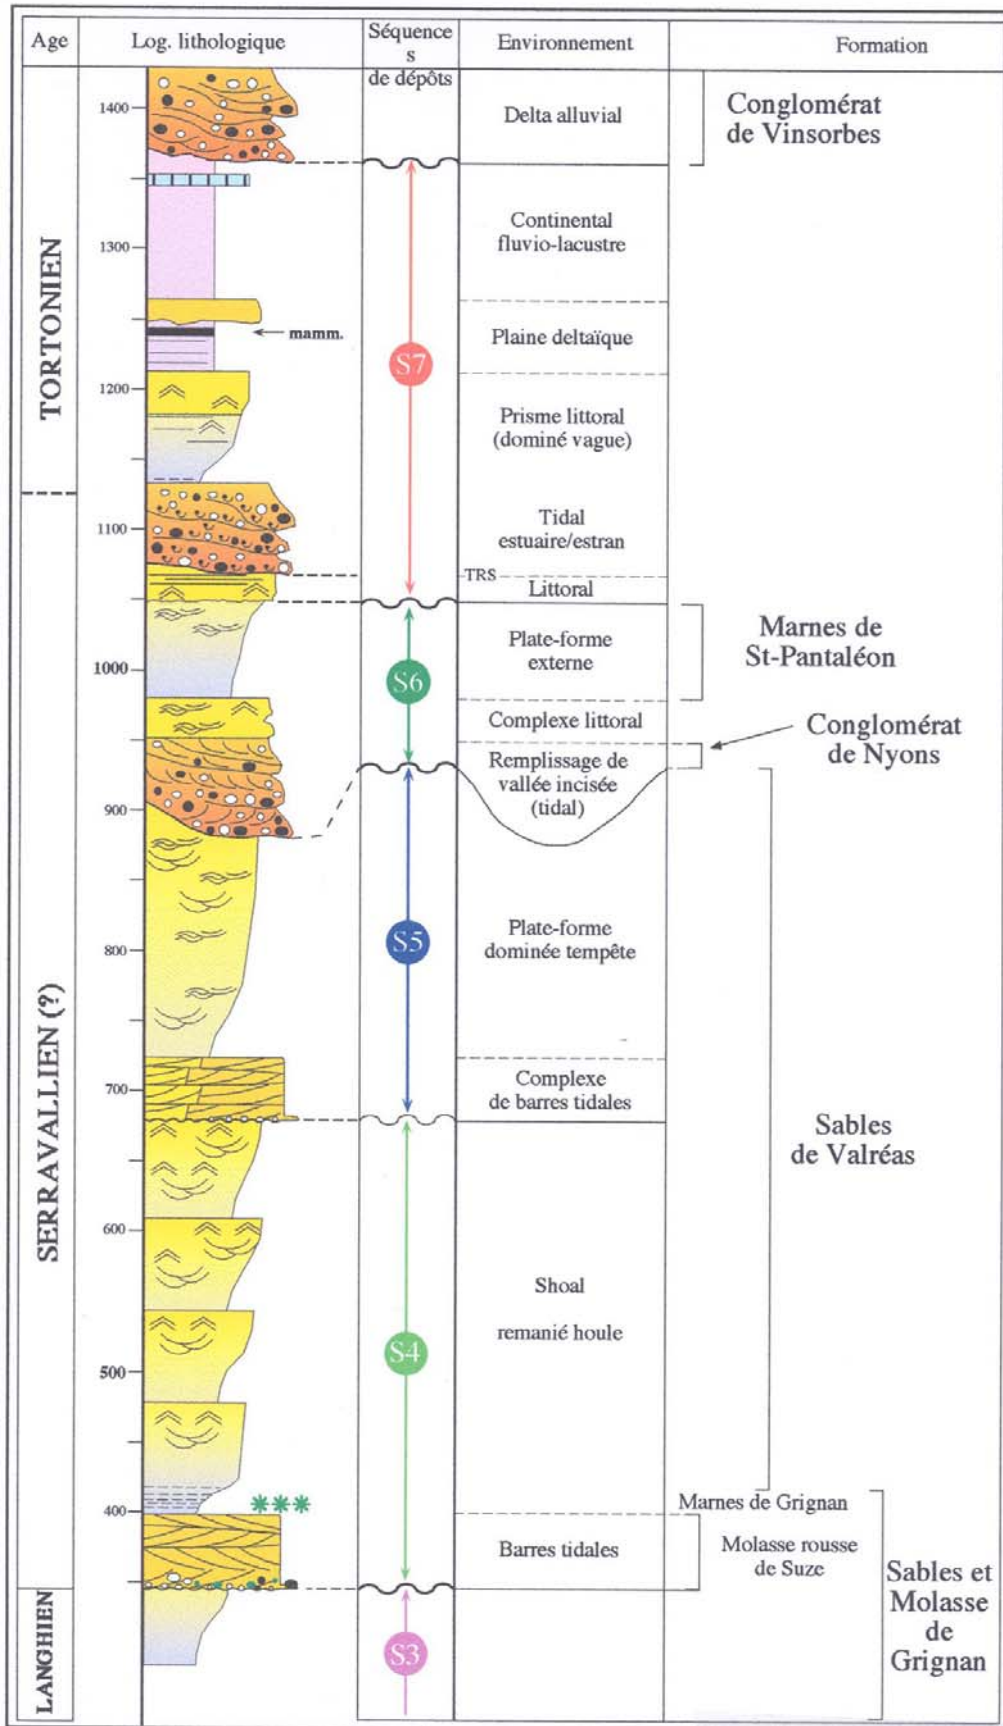 Age
Log. lithologique
Séquence
s
de dépôts
Environnement
Formation
TORTONIEN
SERRAVALLIEN (?)
LANGHIEN
1400
1300
1200
1100
1000
900
800
700
600
500
400
mamm.
S7
S6
S5
S4
S3
Delta alluvial
Continental
fluvio-lacustre
Plaine deltaïque
Prisme littoral
(dominé vague)
Tidal
estuaire/estran
TRS
Littoral
Plate-forme
externe
Complexe littoral
Remplissage de
vallée incisée
(tidal)
Plate-forme
dominée tempête
Complexe
de barres tidales
Shoal
remanié houle
Barres tidales
Conglomérat
de Vinsorbes
Marnes de
St-Pantaléon
Conglomérat
de Nyons
Sables
de Valréas
Marnes de Grignan
Molasse rousse
de Suze
Sables et
Molasse
de
Grignan